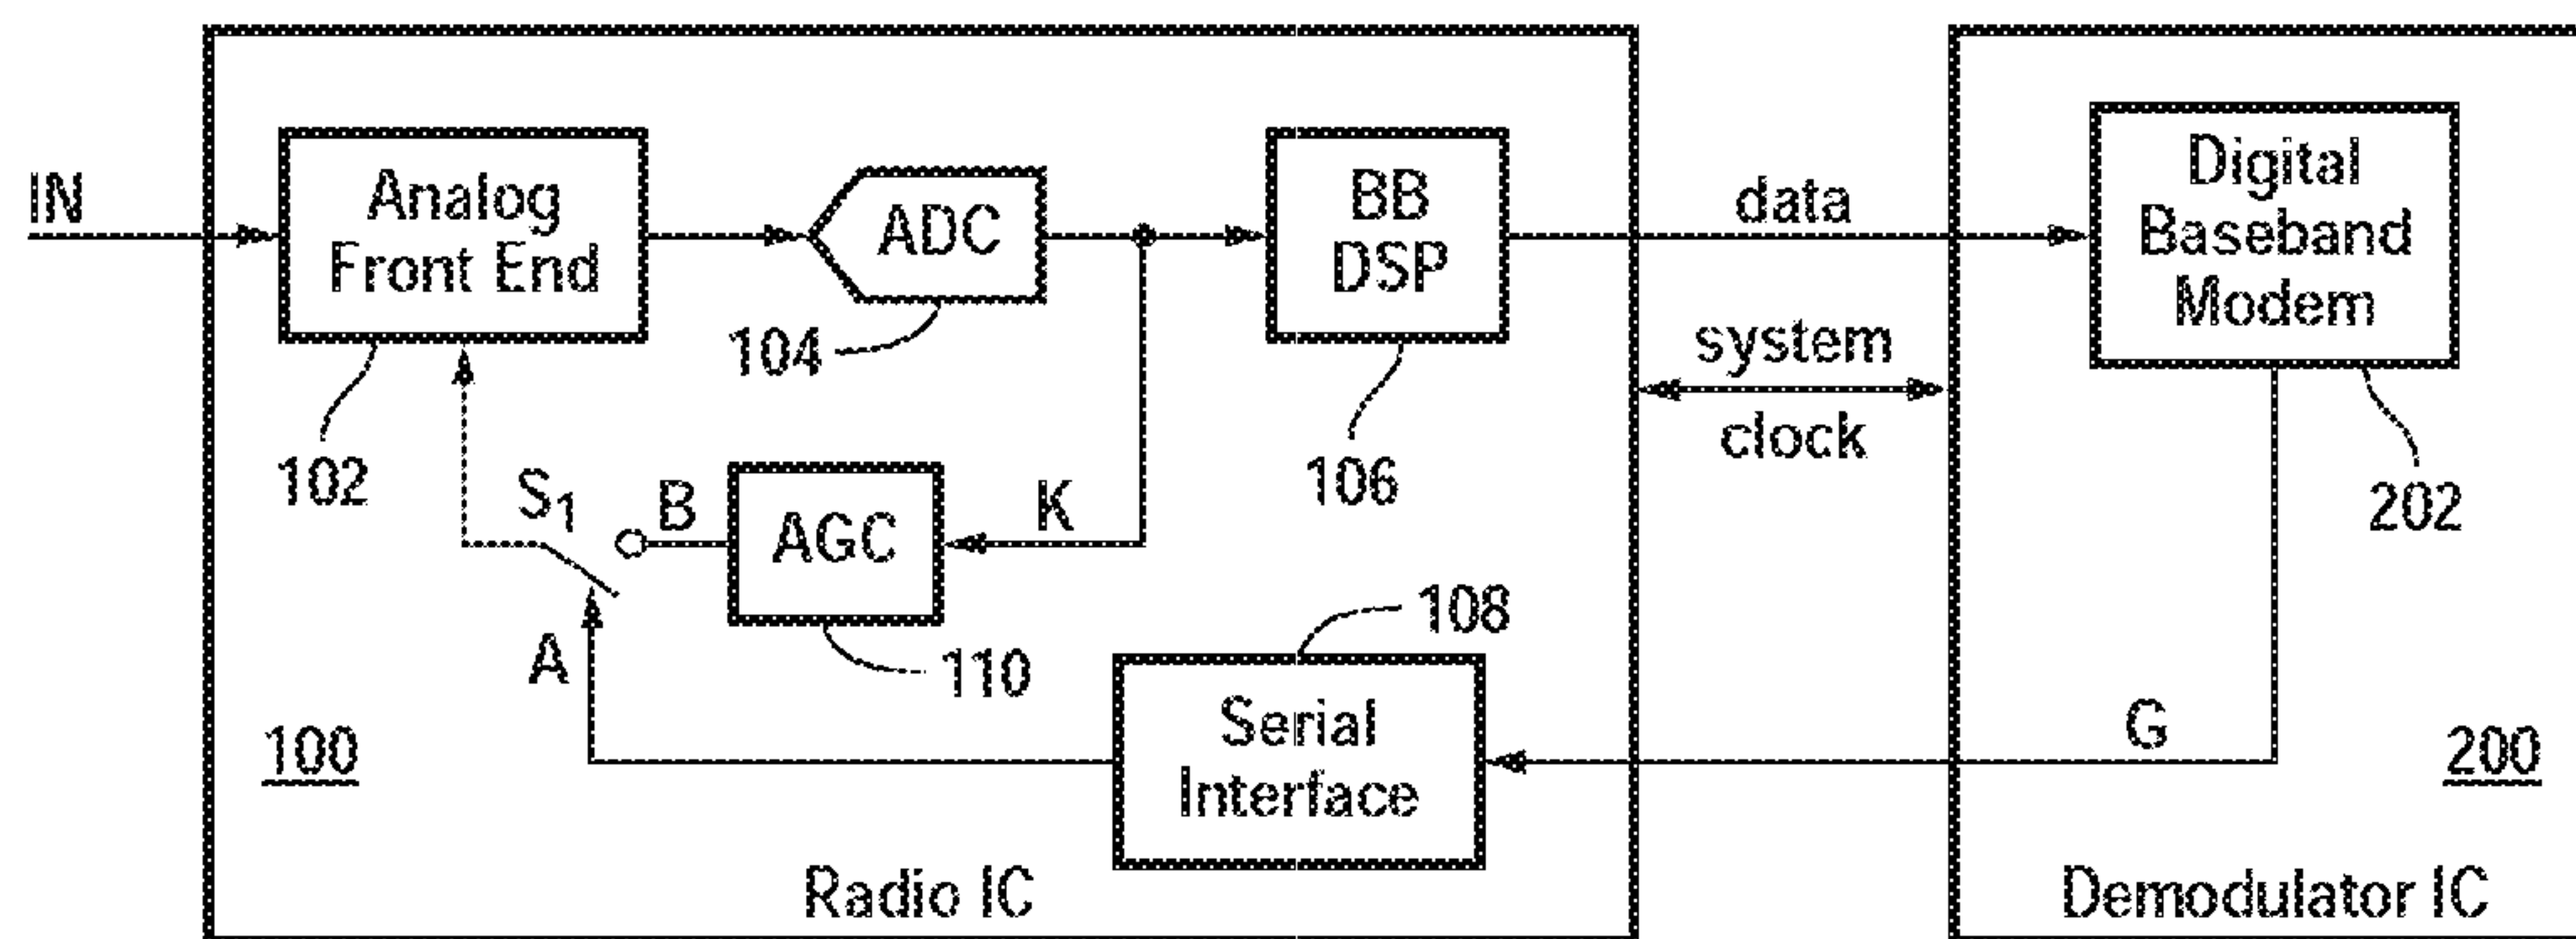 IN
Analog
Front End
102
ADC
104
BB
DSP
106
data
system
clock
Digital
Baseband
Modem
202
S1
B
AGC
110
K
A
108
Serial
Interface
G
100
200
Radio IC
Demodulator IC